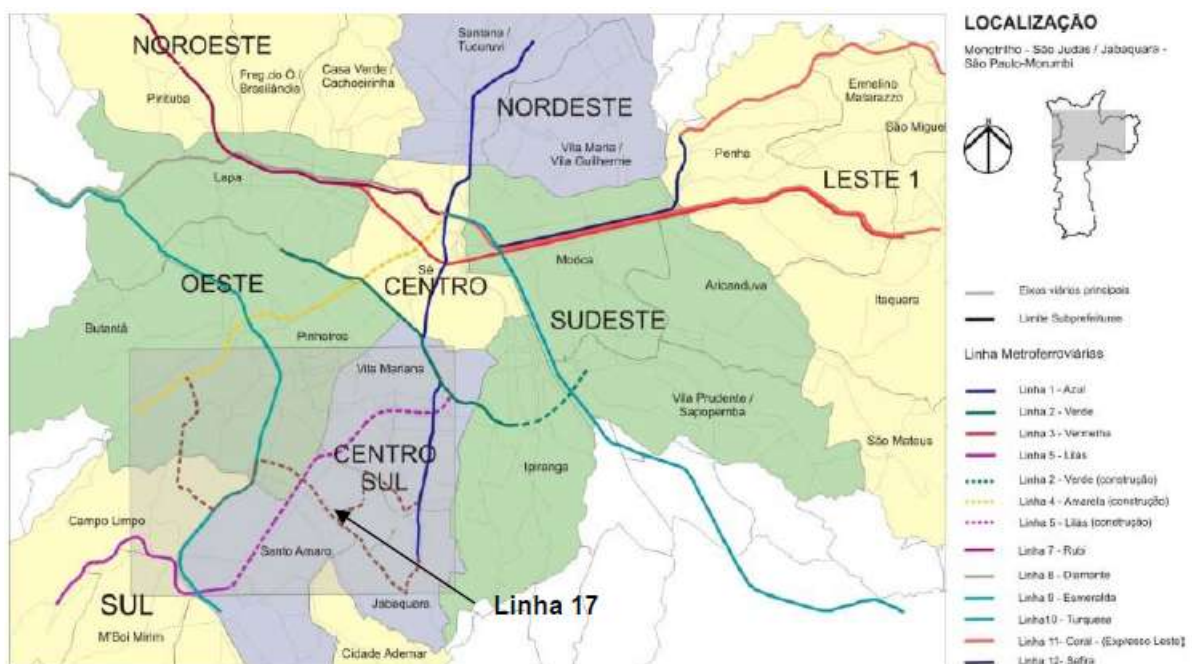 NOROESTE
Pirituba
Freg.do Ó /
Brasilândia
Casa Verde /
Cachoeirinha
Santana /
Tucuruvi
NORDESTE
Vila Maria /
Vila Guilherme
Ermelino
Matarazzo
São Miguel
Penha
LESTE 1
Lapa
Sé
CENTRO
Moóca
OESTE
Aricanduva
Itaquera
SUDESTE
Butantã
Pinheiros
Vila Mariana
Vila Prudente /
Sapopemba
São Mateus
CENTRO
SUL
Ipiranga
Campo Limpo
Santo Amaro
Jabaquara
Linha 17
SUL
M'Boi Mirim
Cidade Ademar
LOCALIZAÇÃO
Monotrilho - São Judas / Jabaquara -
São Paulo-Morumbi
N
Eixos viários principais
Limite Subprefeituras
Linha Metroferroviárias
Linha 1 - Azul
Linha 2 - Verde
Linha 3 - Vermelha
Linha 5 - Lilás
Linha 2 - Verde (construção)
Linha 4 - Amarela (construção)
Linha 5 - Lilás (construção)
Linha 7 - Rubi
Linha 8 - Diamante
Linha 9 - Esmeralda
Linha10 - Turquesa
Linha 11- Coral - (Expresso Leste)
Linha 12- Safira